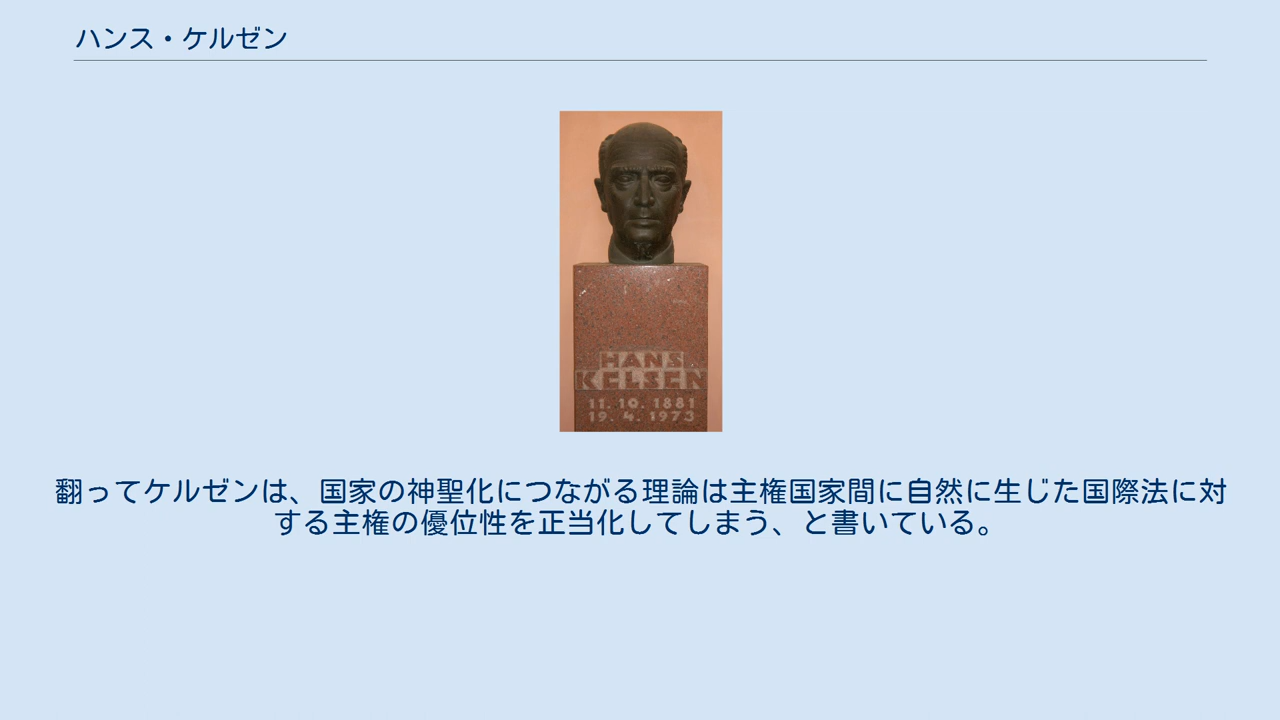 ハンス・ケルゼン
HANS
KELSEN
11. 10. 1881
19. 4. 1973
翻ってケルゼンは、国家の神聖化につながる理論は主権国家間に自然に生じた国際法に対
する主権の優位性を正当化してしまう、と書いている。